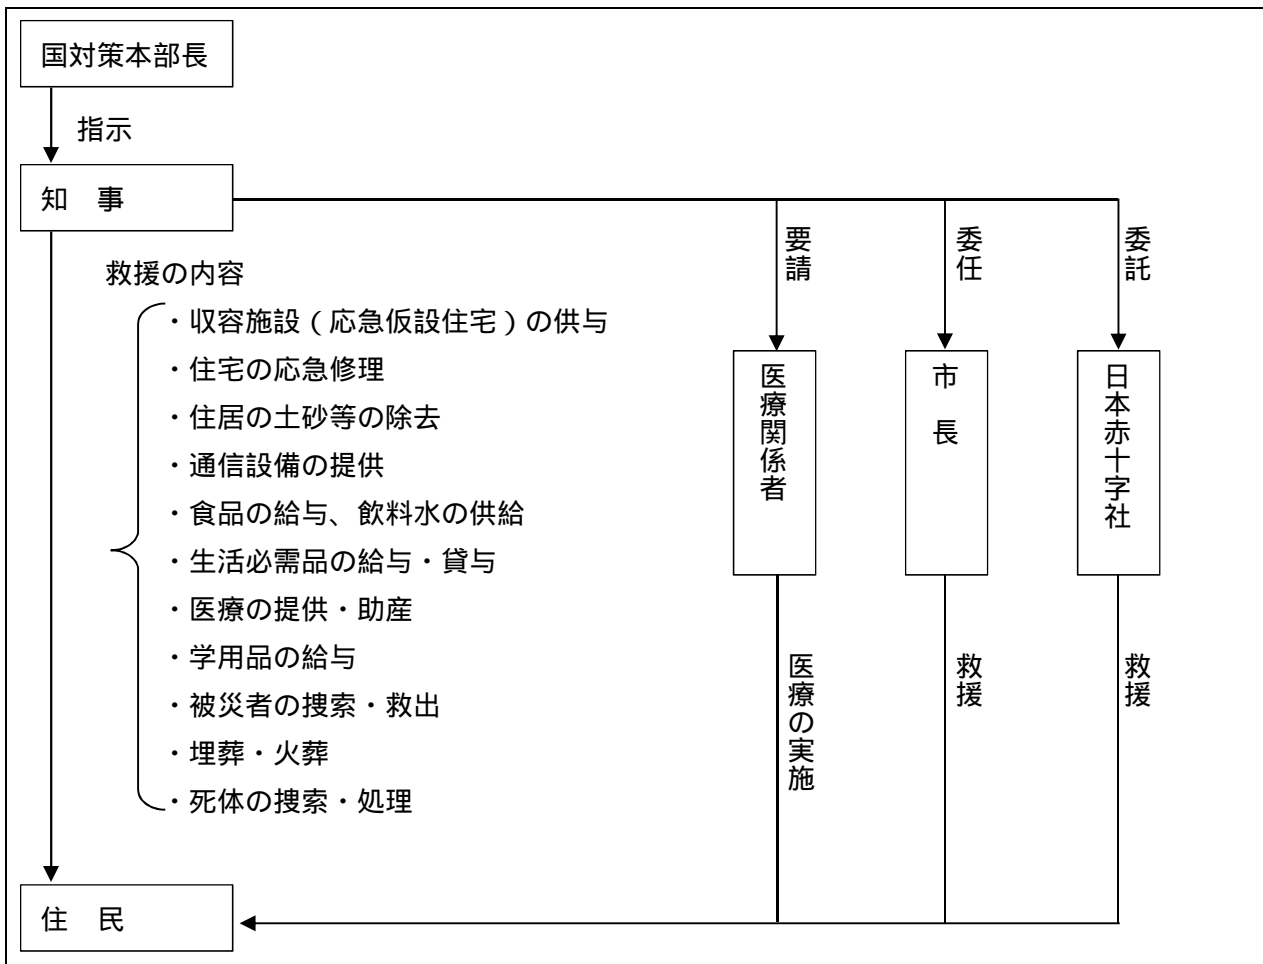 国対策本部長
指示
知　事
要請
委任
委託
救援の内容
・収容施設（応急仮設住宅）の供与
・住宅の応急修理
・住居の土砂等の除去
・通信設備の提供
・食品の給与、飲料水の供給
・生活必需品の給与・貸与
・医療の提供・助産
・学用品の給与
・被災者の捜索・救出
・埋葬・火葬
・死体の捜索・処理
医療関係者
市　長
日本赤十字社
医療の実施
救援
救援
住　民